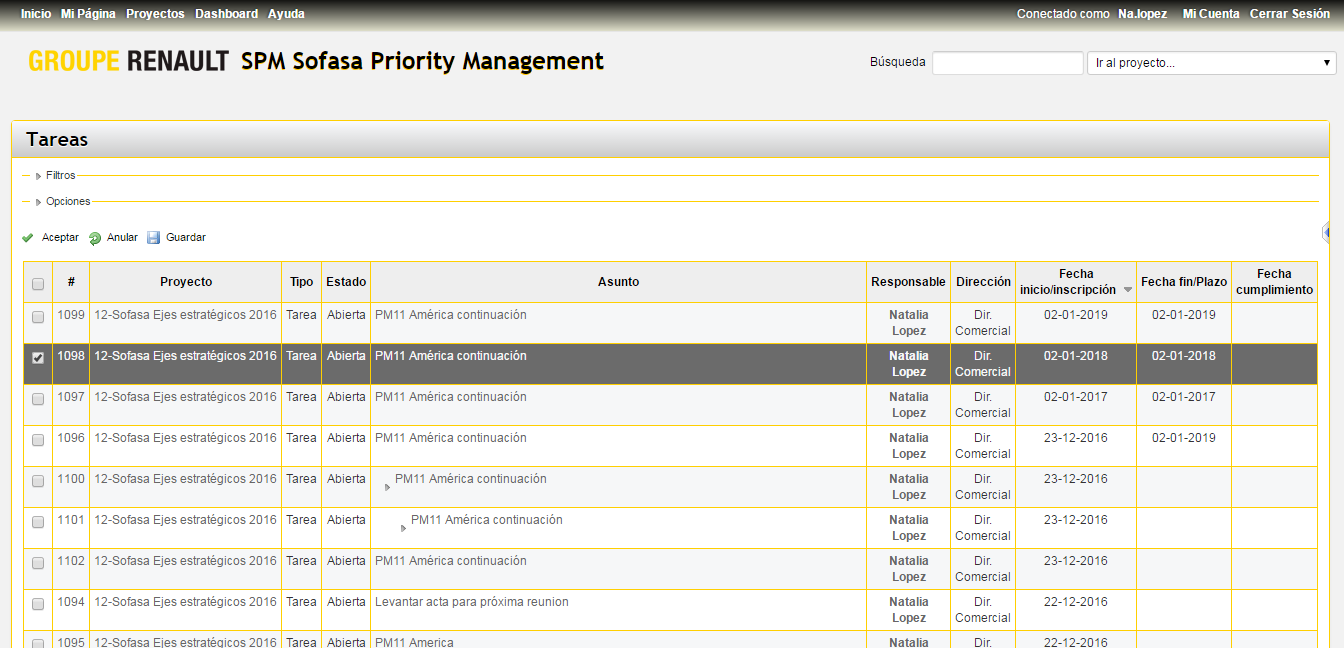 Inicio Mi Página Proyectos Dashboard Ayuda Conectado como Na.lopez Mi Cuenta Cerrar Sesión
GROUPE RENAULT SPM Sofasa Priority Management Búsqueda Ir al proyecto...
Tareas
Filtros
Opciones
Aceptar Anular Guardar
# Proyecto Tipo Estado Asunto Responsable Dirección Fecha inicio/inscripción Fecha fin/Plazo Fecha cumplimiento
1099 12-Sofasa Ejes estratégicos 2016 Tarea Abierta PM11 América continuación Natalia Lopez Dir. Comercial 02-01-2019 02-01-2019
1098 12-Sofasa Ejes estratégicos 2016 Tarea Abierta PM11 América continuación Natalia Lopez Dir. Comercial 02-01-2018 02-01-2018
1097 12-Sofasa Ejes estratégicos 2016 Tarea Abierta PM11 América continuación Natalia Lopez Dir. Comercial 02-01-2017 02-01-2017
1096 12-Sofasa Ejes estratégicos 2016 Tarea Abierta PM11 América continuación Natalia Lopez Dir. Comercial 23-12-2016 02-01-2019
1100 12-Sofasa Ejes estratégicos 2016 Tarea Abierta PM11 América continuación Natalia Lopez Dir. Comercial 23-12-2016
1101 12-Sofasa Ejes estratégicos 2016 Tarea Abierta PM11 América continuación Natalia Lopez Dir. Comercial 23-12-2016
1102 12-Sofasa Ejes estratégicos 2016 Tarea Abierta PM11 América continuación Natalia Lopez Dir. Comercial 23-12-2016
1094 12-Sofasa Ejes estratégicos 2016 Tarea Abierta Levantar acta para próxima reunion Natalia Lopez Dir. Comercial 22-12-2016
1095 12-Sofasa Ejes estratégicos 2016 Tarea Abierta PM11 America Natalia Dir. 22-12-2016